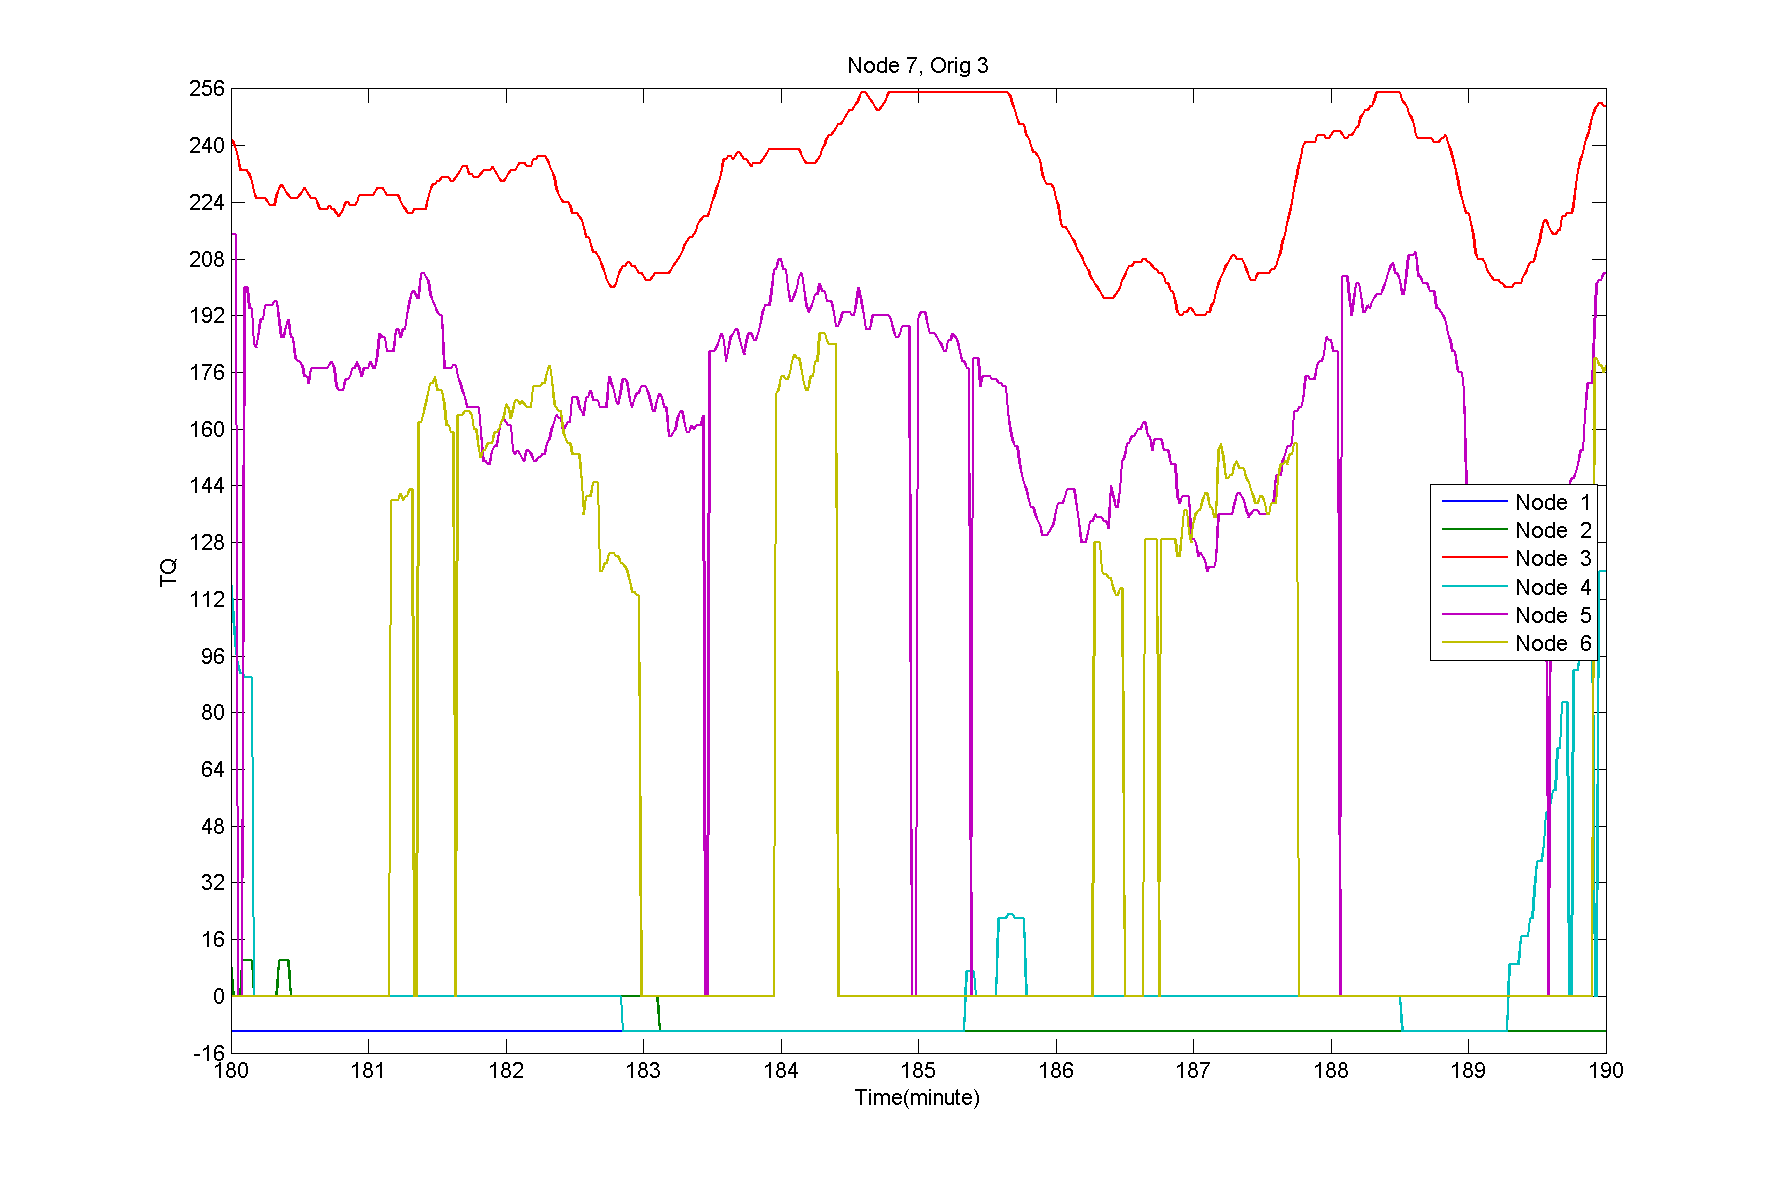 Node 7, Orig 3
256
240
224
208
192
176
160
144
128
112
96
80
64
48
32
16
0
-16
TQ
Node 1
Node 2
Node 3
Node 4
Node 5
Node 6
180 181 182 183 184 185 186 187 188 189 190
Time(minute)